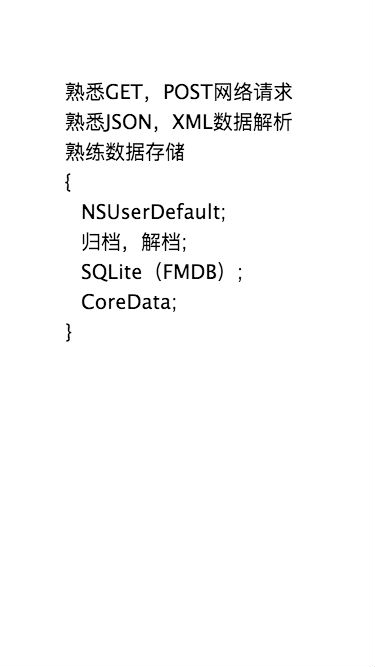 熟悉GET，POST网络请求
熟悉JSON，XML数据解析
熟练数据存储
{
NSUserDefault;
归档，解档;
SQLite（FMDB）;
CoreData;
}